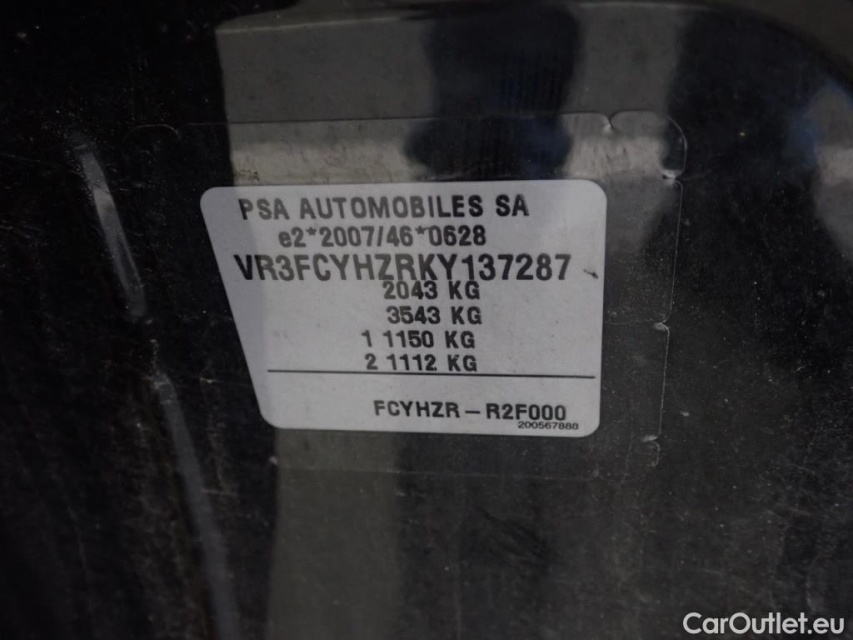 PSA AUTOMOBILES SA
e2*2007/46*0628
VR3FCYHZRKY137287
2043 KG
3543 KG
1 1150 KG
2 1112 KG
FCYHZR – R2F000
200567888
CarOutlet.eu